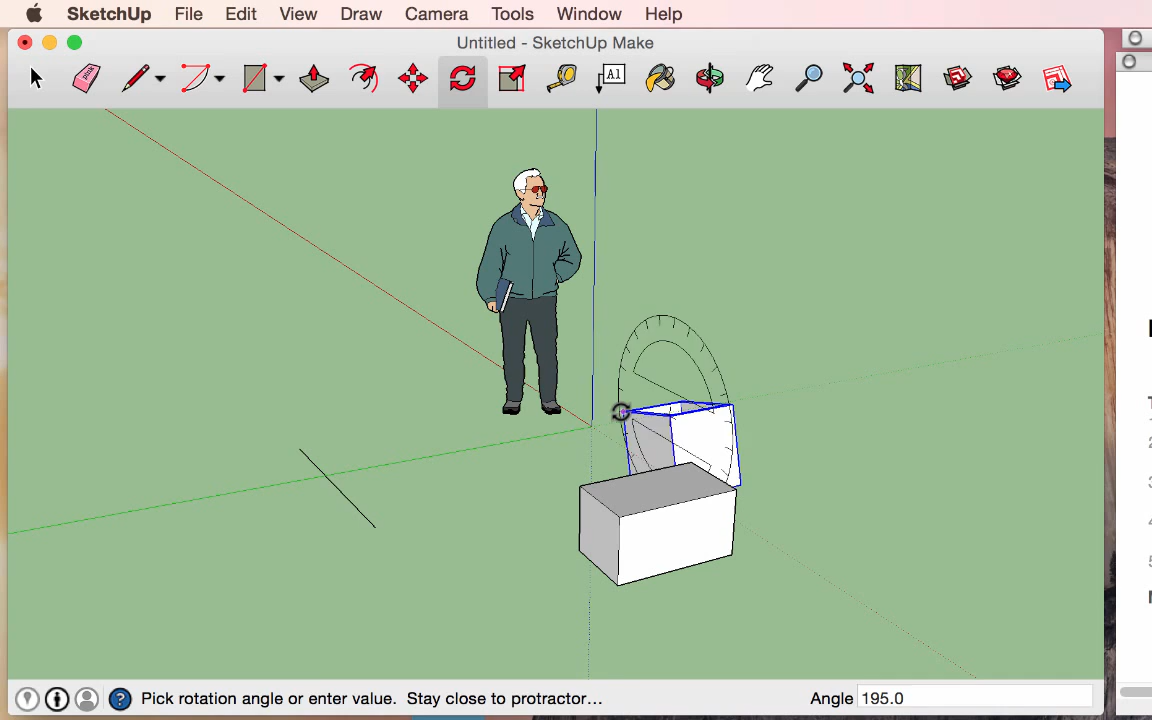 SketchUp File Edit View Draw Camera Tools Window Help
Untitled - SketchUp Make
A1
Pick rotation angle or enter value. Stay close to protractor... Angle 195.0